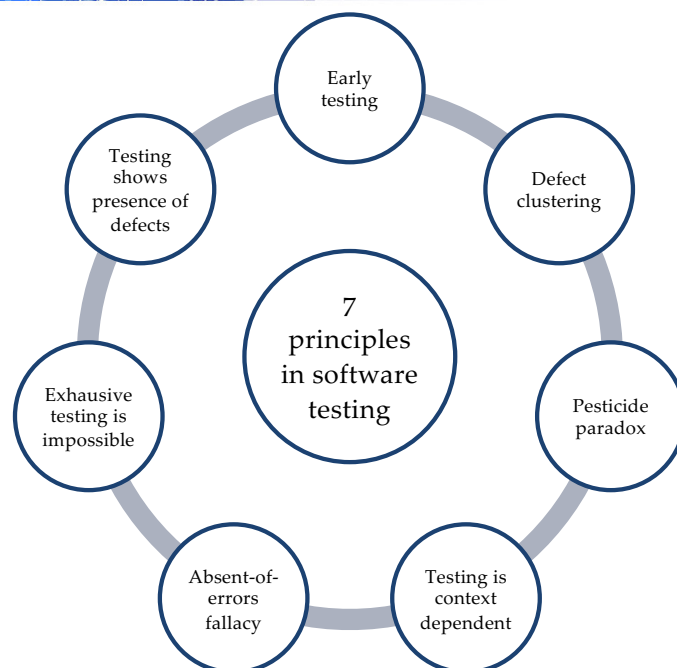 Early
testing
Defect
clustering
Pesticide
paradox
Testing is
context
dependent
Absent-of-
errors
fallacy
Exhausive
testing is
impossible
Testing
shows
presence of
defects
7
principles
in software
testing